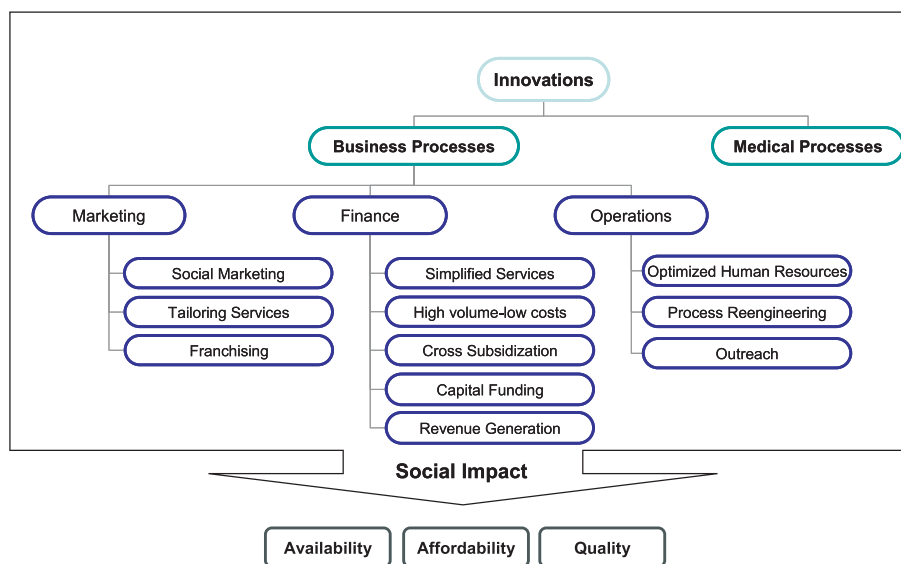 Innovations
Business Processes
Medical Processes
Marketing
Finance
Operations
Social Marketing
Tailoring Services
Franchising
Simplified Services
High volume-low costs
Cross Subsidization
Capital Funding
Revenue Generation
Optimized Human Resources
Process Reengineering
Outreach
Social Impact
Availability
Affordability
Quality